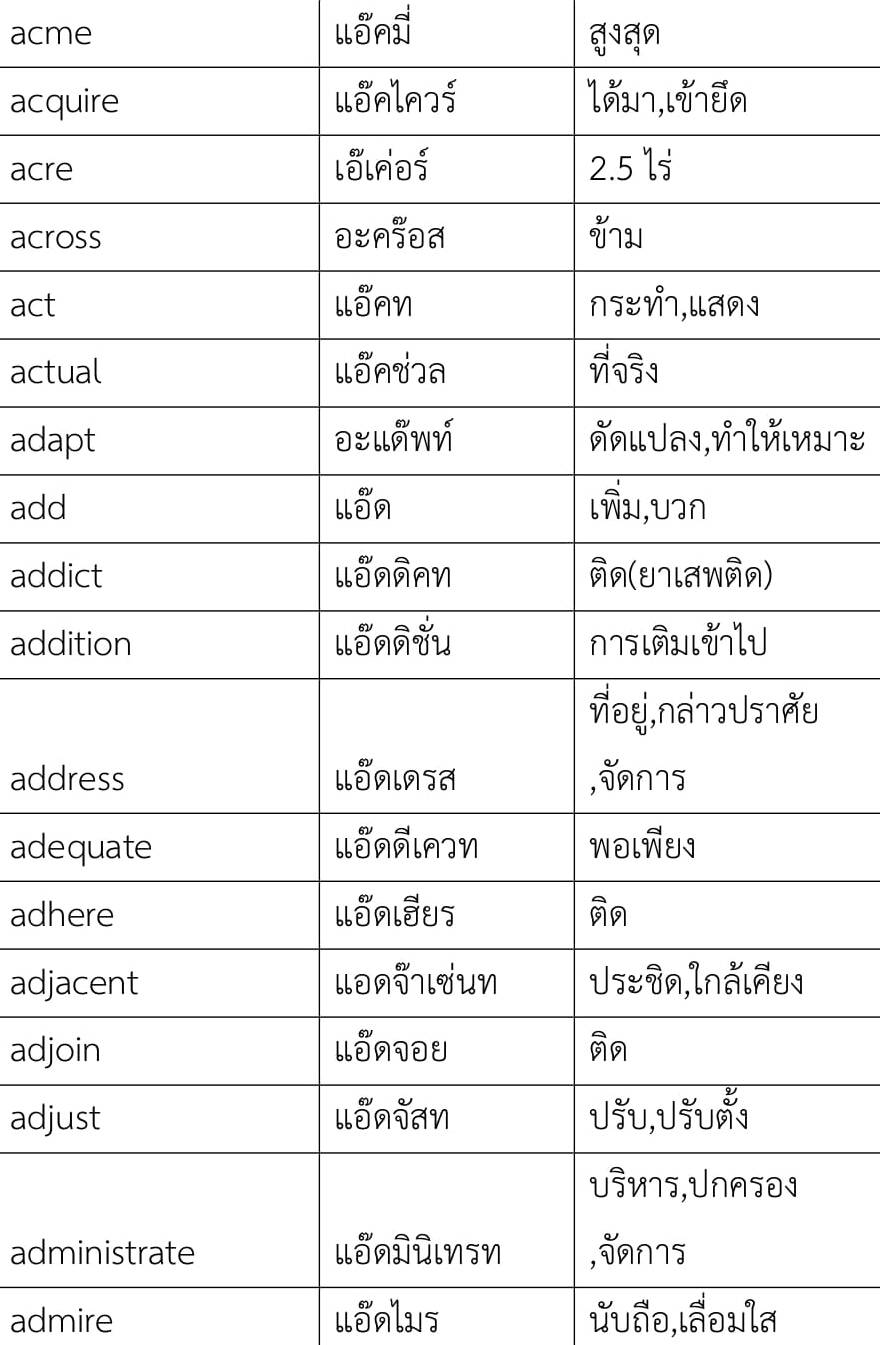 acme แอ๊คมี่ สูงสุด
acquire แอ๊คไควร์ ได้มา,เข้ายึด
acre เอ๊เค่อร์ 2.5 ไร่
across อะคร๊อส ข้าม
act แอ๊คท กระทำ,แสดง
actual แอ๊คช่วล ที่จริง
adapt อะแด๊พท์ ดัดแปลง,ทำให้เหมาะ
add แอ๊ด เพิ่ม,บวก
addict แอ๊ดดิคท ติด(ยาเสพติด)
addition แอ๊ดดิชั่น การเติมเข้าไป
ที่อยู่,กล่าวปราศัย
address แอ๊ดเดรส ,จัดการ
adequate แอ๊ดดีเควท พอเพียง
adhere แอ๊ดเฮียร ติด
adjacent แอดจ๊าเซ่นท ประชิด,ใกล้เคียง
adjoin แอ๊ดจอย ติด
adjust แอ๊ดจัสท ปรับ,ปรับตั้ง
บริหาร,ปกครอง
administrate แอ๊ดมินิเทรท ,จัดการ
admire แอ๊ดไมร นับถือ,เลื่อมใส